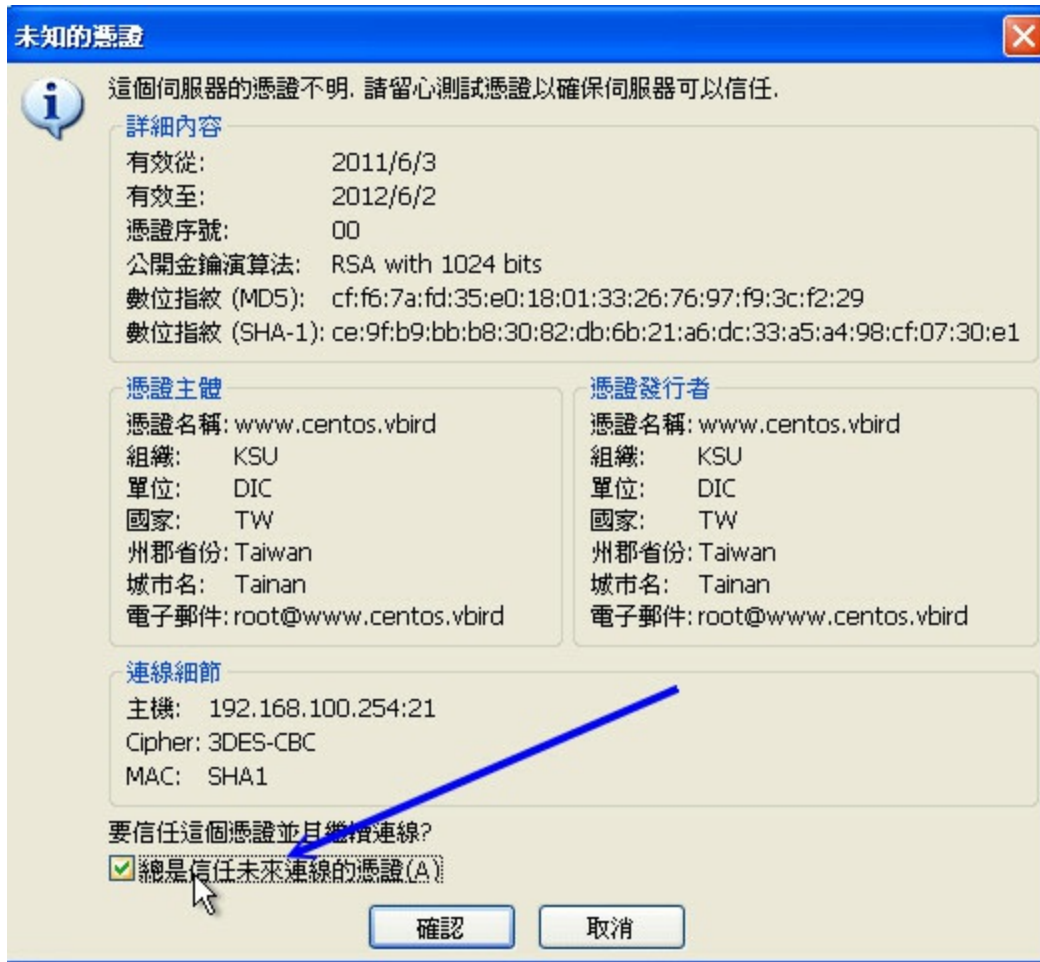 未知的憑證
這個伺服器的憑證不明. 請留心測試憑證以確保伺服器可以信任.
詳細內容
有效從: 2011/6/3
有效至: 2012/6/2
憑證序號: 00
公開金鑰演算法: RSA with 1024 bits
數位指紋 (MD5): cf:f6:7a:fd:35:e0:18:01:33:26:76:97:f9:3c:f2:29
數位指紋 (SHA-1): ce:9f:b9:bb:b8:30:82:db:6b:21:a6:dc:33:a5:a4:98:cf:07:30:e1
憑證主體
憑證名稱: www.centos.vbird
組織: KSU
單位: DIC
國家: TW
州郡省份: Taiwan
城市名: Tainan
電子郵件: root@www.centos.vbird
憑證發行者
憑證名稱: www.centos.vbird
組織: KSU
單位: DIC
國家: TW
州郡省份: Taiwan
城市名: Tainan
電子郵件: root@www.centos.vbird
連線細節
主機: 192.168.100.254:21
Cipher: 3DES-CBC
MAC: SHA1
要信任這個憑證並且繼續連線?
總是信任未來連線的憑證(A)
確認
取消